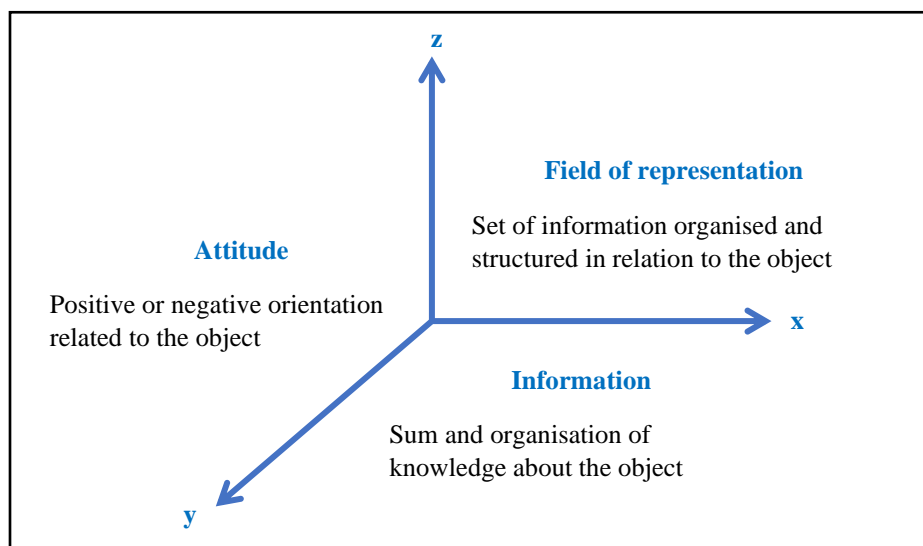 z
Field of representation
Set of information organised and
structured in relation to the object
Attitude
Positive or negative orientation
related to the object
x
Information
Sum and organisation of
knowledge about the object
y